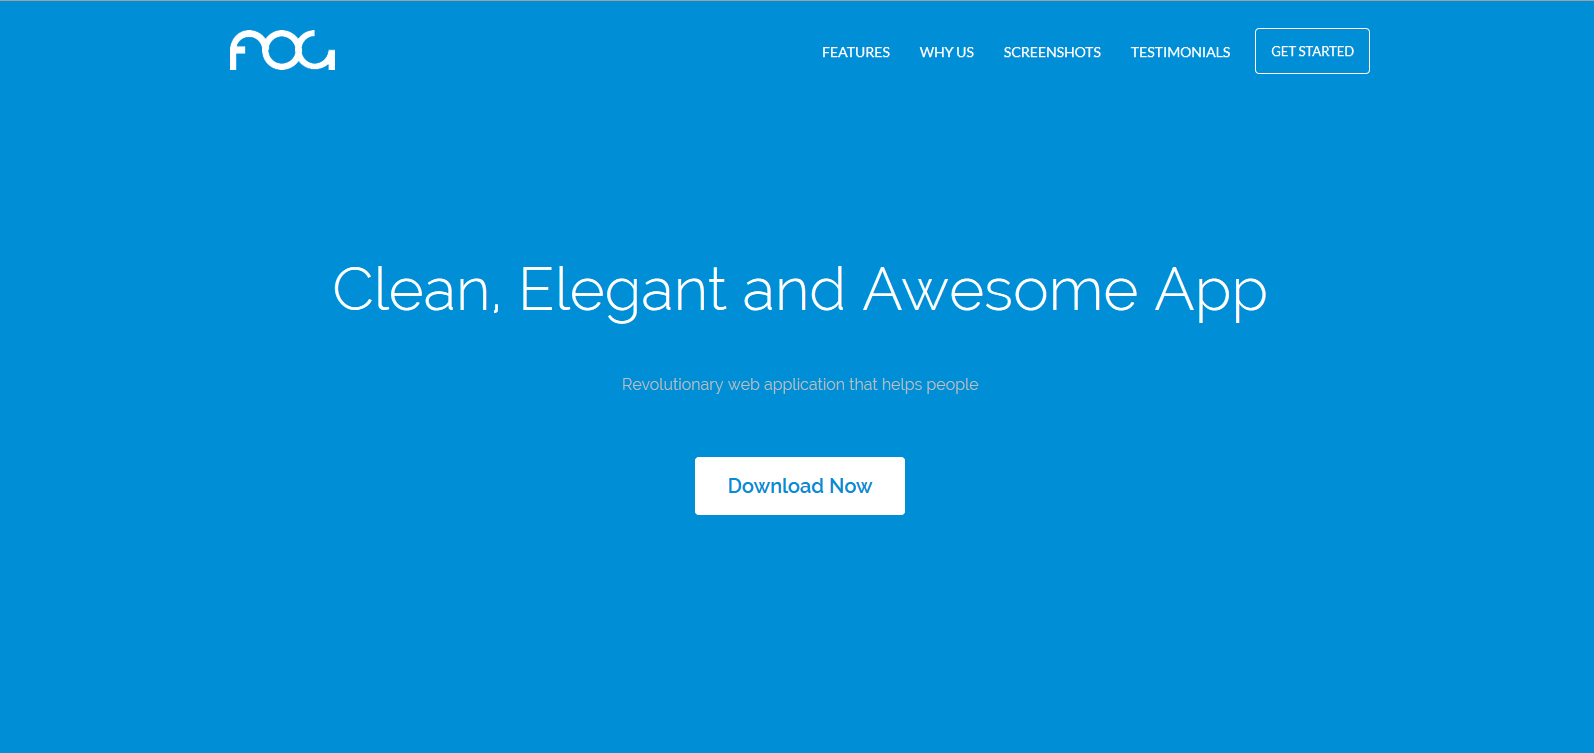 FOG
FEATURES WHY US SCREENSHOTS TESTIMONIALS GET STARTED
Clean, Elegant and Awesome App
Revolutionary web application that helps people
Download Now